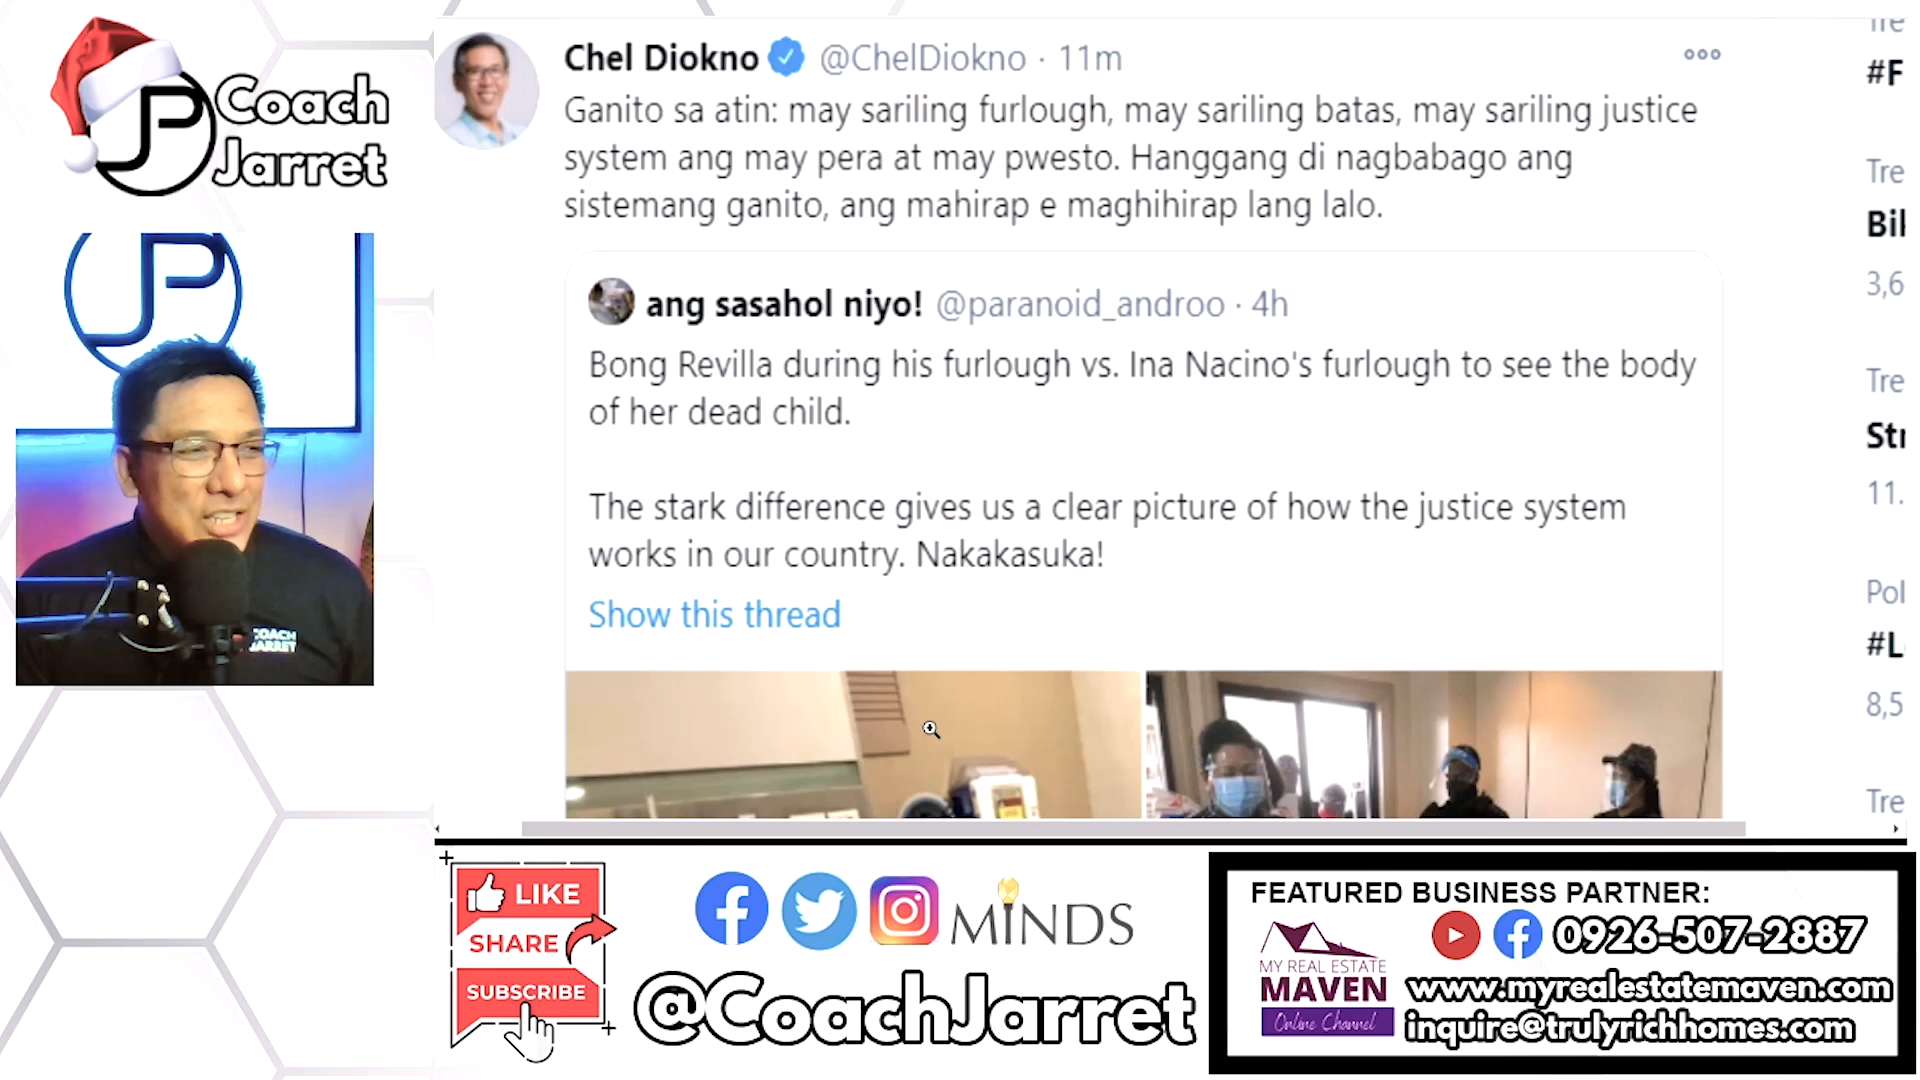 Coach
Jarret
COACH
JARRET
Chel Diokno @ChelDiokno · 11m
Ganito sa atin: may sariling furlough, may sariling batas, may sariling justice
system ang may pera at may pwesto. Hanggang di nagbabago ang
sistemang ganito, ang mahirap e maghihirap lang lalo.
ang sasahol niyo! @paranoid_androo · 4h
Bong Revilla during his furlough vs. Ina Nacino's furlough to see the body
of her dead child.
The stark difference gives us a clear picture of how the justice system
works in our country. Nakakasuka!
Show this thread
Tre
#F
Tre
Bil
3,6
Tre
Str
11.
Pol
#L
8,5
Tre
LIKE
SHARE
SUBSCRIBE
MINDS
@CoachJarret
FEATURED BUSINESS PARTNER:
0926-507-2887
MY REAL ESTATE
MAVEN
Online Channel
www.myrealestatemaven.com
inquire@trulyrichhomes.com